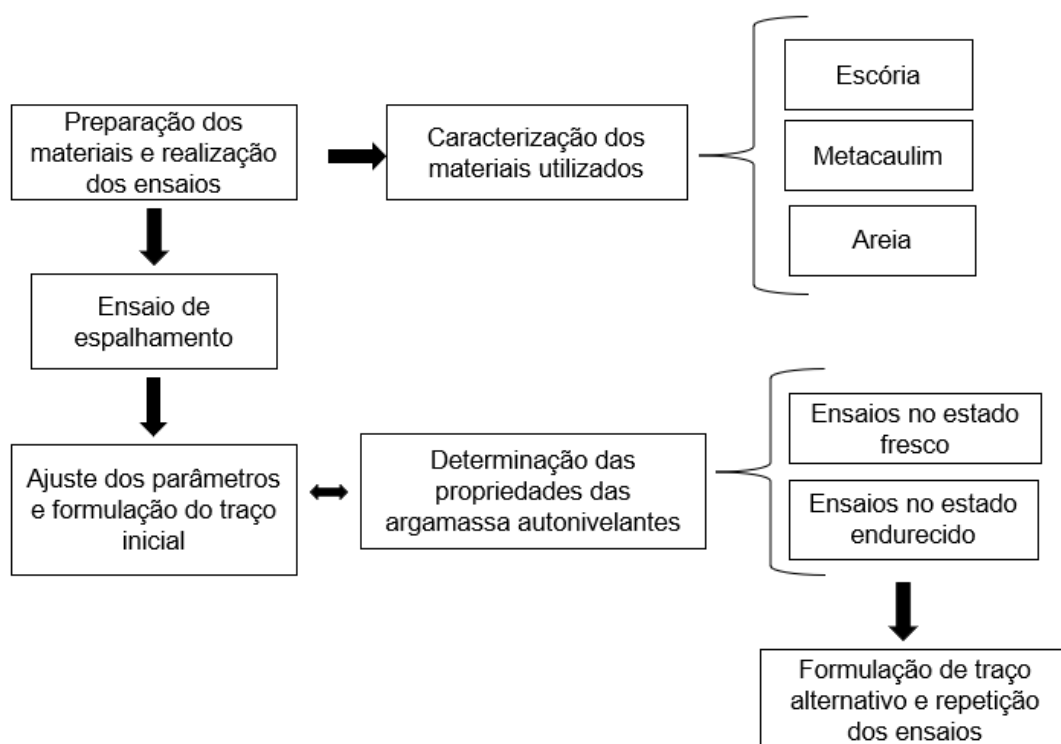 Preparação dos
materiais e realização
dos ensaios
Caracterização dos
materiais utilizados
Escória
Metacaulim
Areia
Ensaio de
espalhamento
Ajuste dos parâmetros
e formulação do traço
inicial
Determinação das
propriedades das
argamassa autonivelantes
Ensaios no estado
fresco
Ensaios no estado
endurecido
Formulação de traço
alternativo e repetição
dos ensaios